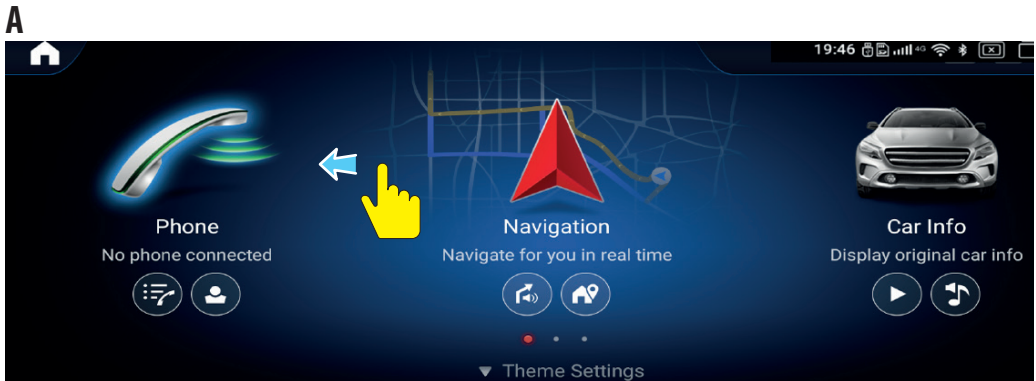 A
19:46 4G
Phone
Navigation
Car Info
No phone connected
Navigate for you in real time
Display original car info
Theme Settings